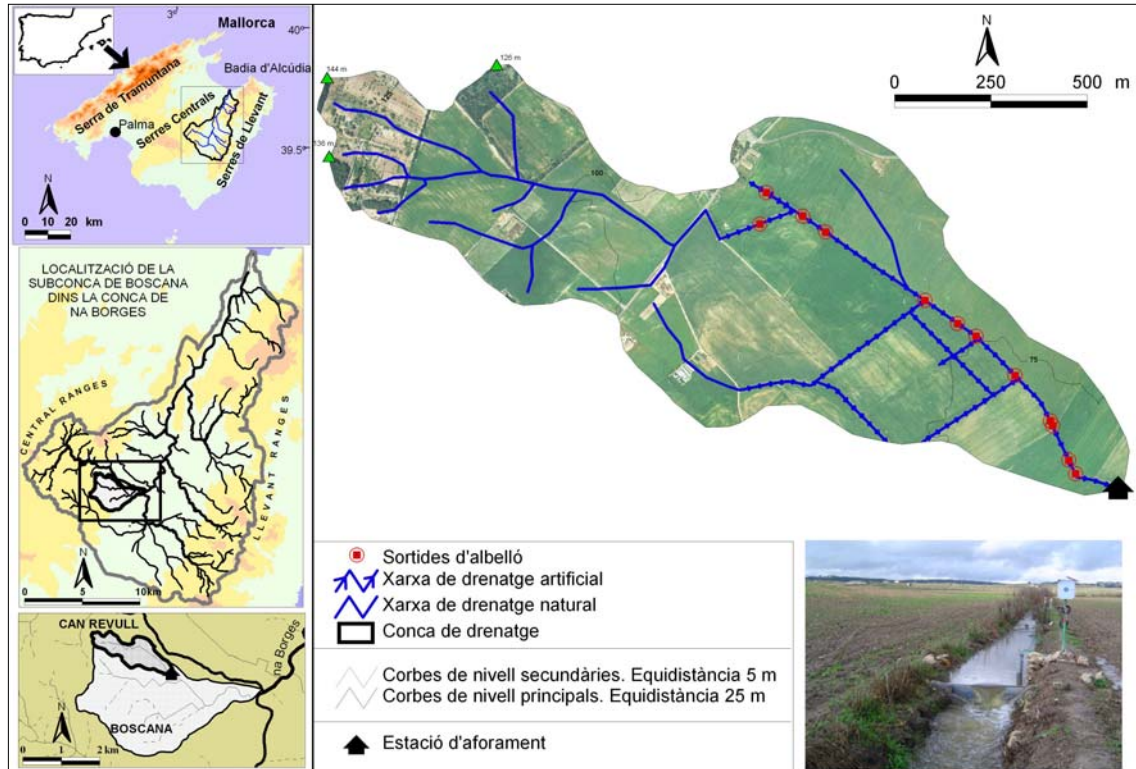 3º
Mallorca
40º
Badia d'Alcúdia
Serra de Tramuntana
Serres Centrals
Palma
Serres de Llevant
39.5º
N
0 10 20 km
LOCALITZACIÓ DE LA
SUBCONCA DE BOSCANA
DINS LA CONCA DE
NA BORGES
CENTRAL RANGES
LLEVANT RANGES
N
0 5 10km
CAN REVULL
na Borges
BOSCANA
N
0 1 2 km
N
0 250 500 m
126 m
144 m
125
136 m
100
75
Sortides d'albelló
Xarxa de drenatge artificial
Xarxa de drenatge natural
Conca de drenatge
Corbes de nivell secundàries. Equidistància 5 m
Corbes de nivell principals. Equidistància 25 m
Estació d'aforament